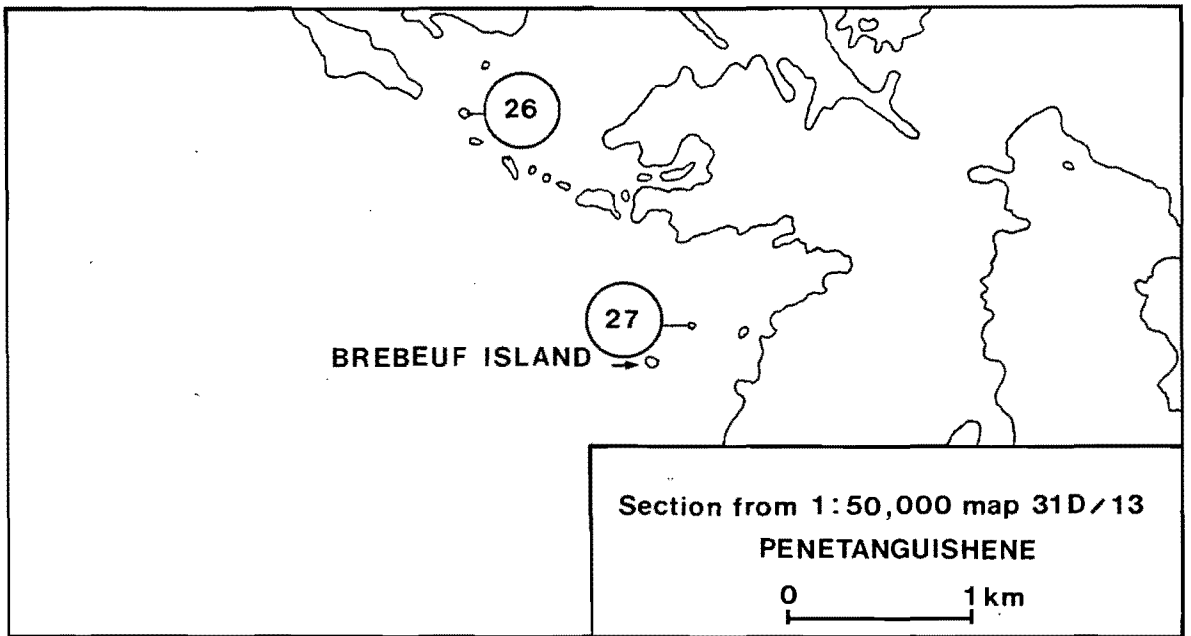 26
27
BREBEUF ISLAND
Section from 1:50,000 map 31D/13
PENETANGUISHENE
0 1 km